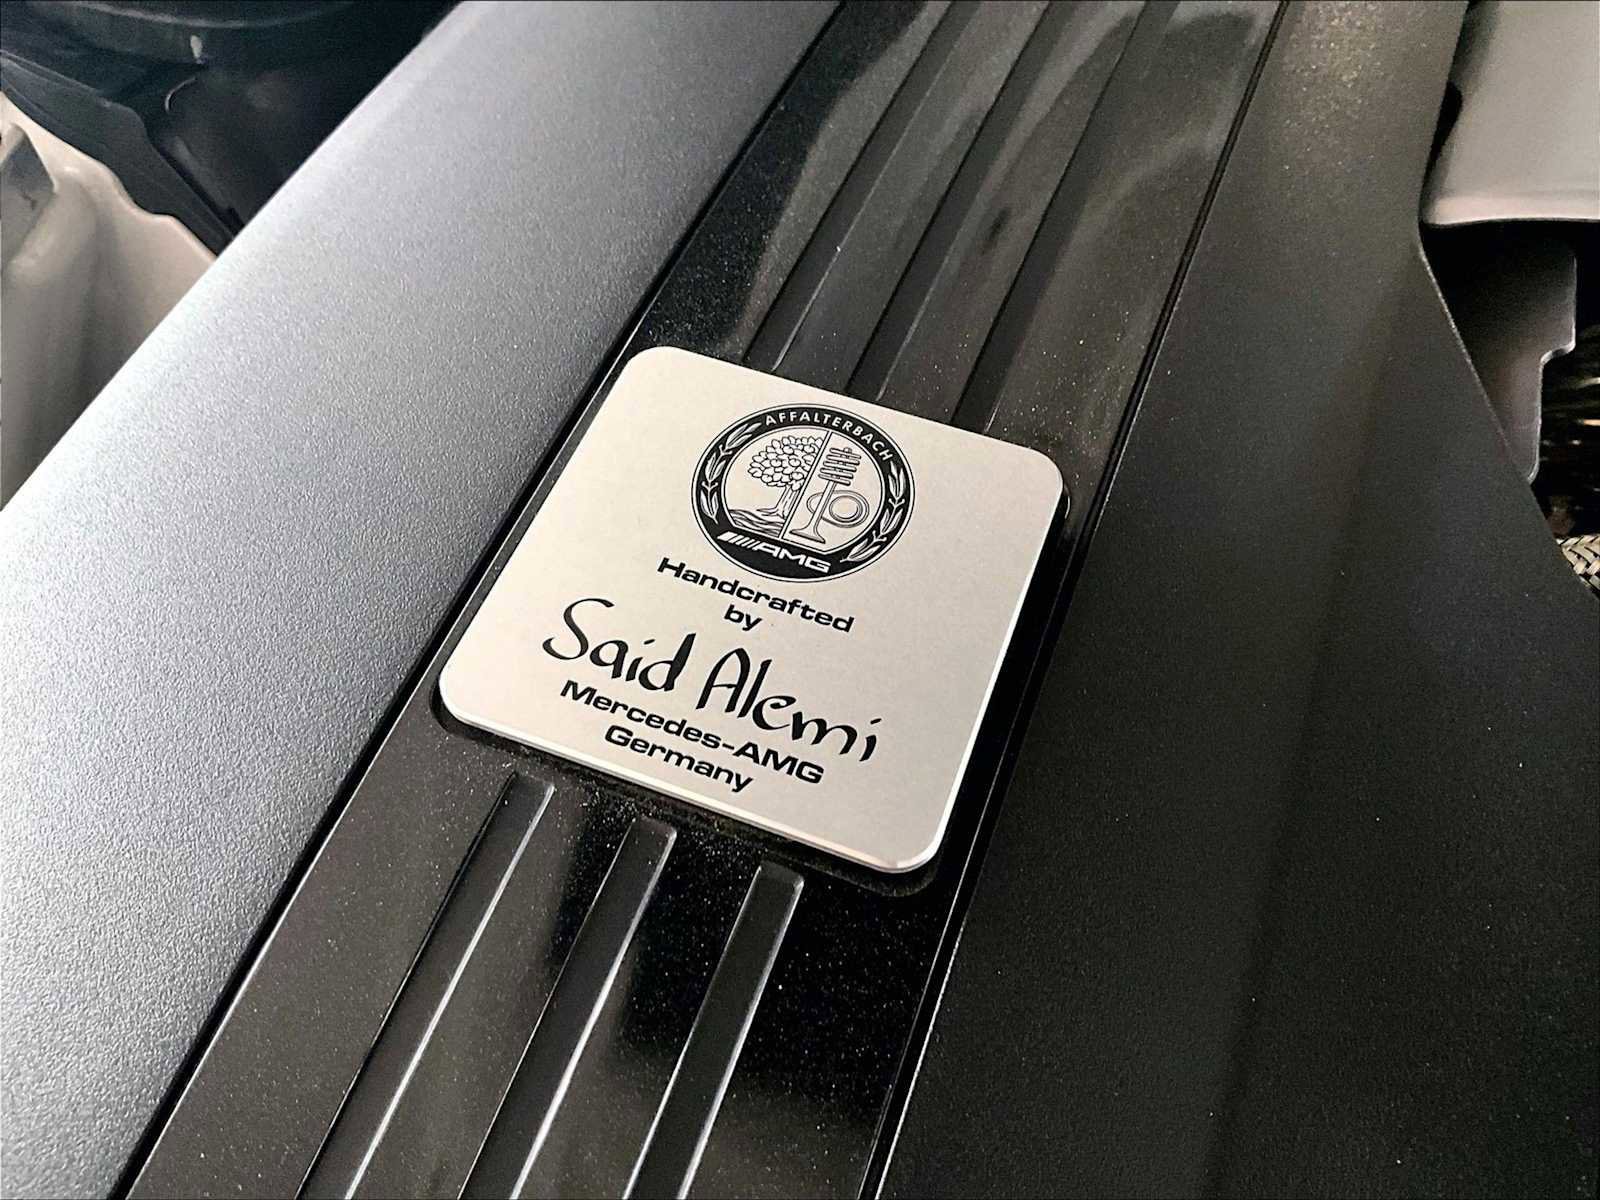 AFFALTERBACH
AMG
Handcrafted
by
Said Alemi
Mercedes-AMG
Germany